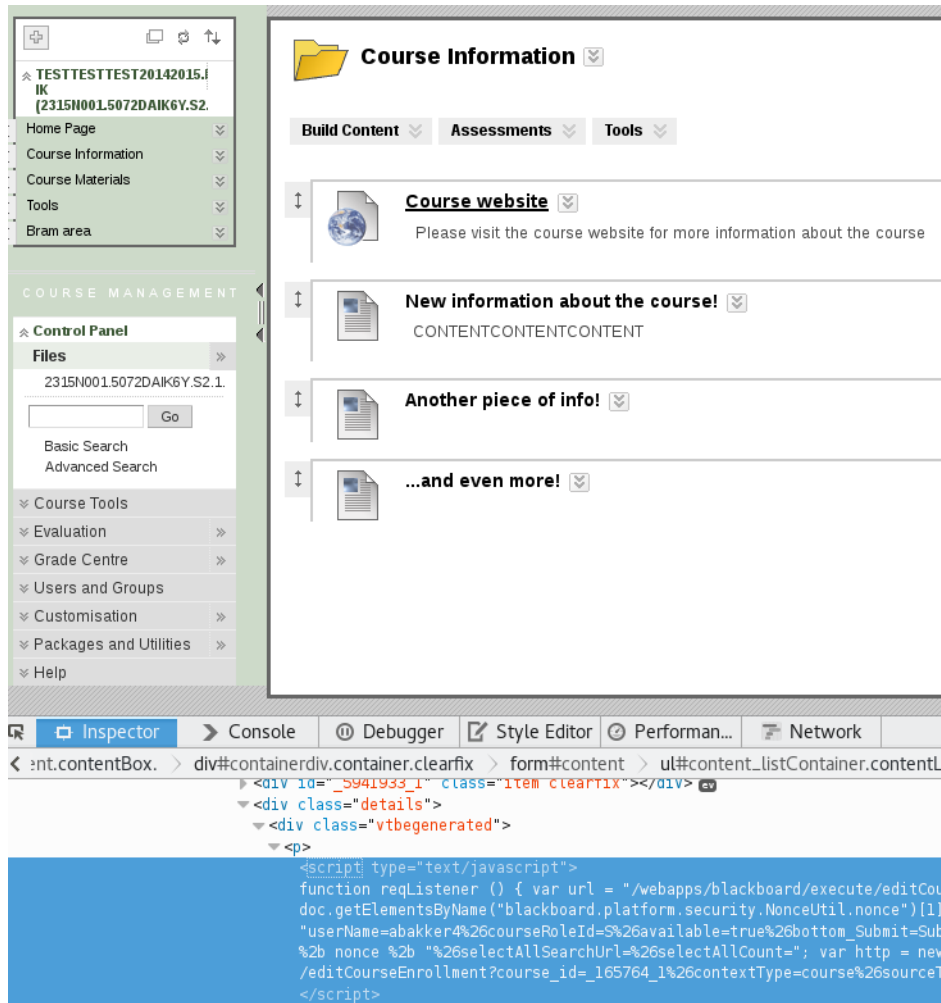 TESTTESTTEST20142015.
IK
(2315N001.5072DAIK6Y.S2.
Home Page
Course Information
Course Materials
Tools
Bram area
COURSE MANAGEMENT
Control Panel
Files
2315N001.5072DAIK6Y.S2.1.
Go
Basic Search
Advanced Search
Course Tools
Evaluation
Grade Centre
Users and Groups
Customisation
Packages and Utilities
Help
Course Information
Build Content Assessments Tools
Course website
Please visit the course website for more information about the course
New information about the course!
CONTENTCONTENTCONTENT
Another piece of info!
...and even more!
Inspector Console Debugger Style Editor Performan... Network
ent.contentBox. > div#containerdiv.container.clearfix > form#content > ul#content_listContainer.contentL
<div id="_5941933_1" class="item clearfix"></div> ev
<div class="details">
<div class="vtbegenerated">
<p>
<script type="text/javascript">
function reqListener () { var url = "/webapps/blackboard/execute/editCou
doc.getElementsByName("blackboard.platform.security.NonceUtil.nonce")[1]
"userName=abakker4%26courseRoleId=S%26available=true%26bottom_Submit=Sub
%2b nonce %2b "%26selectAllSearchUrl=%26selectAllCount="; var http = new
/editCourseEnrollment?course_id=_165764_1%26contextType=course%26sourceT
</script>